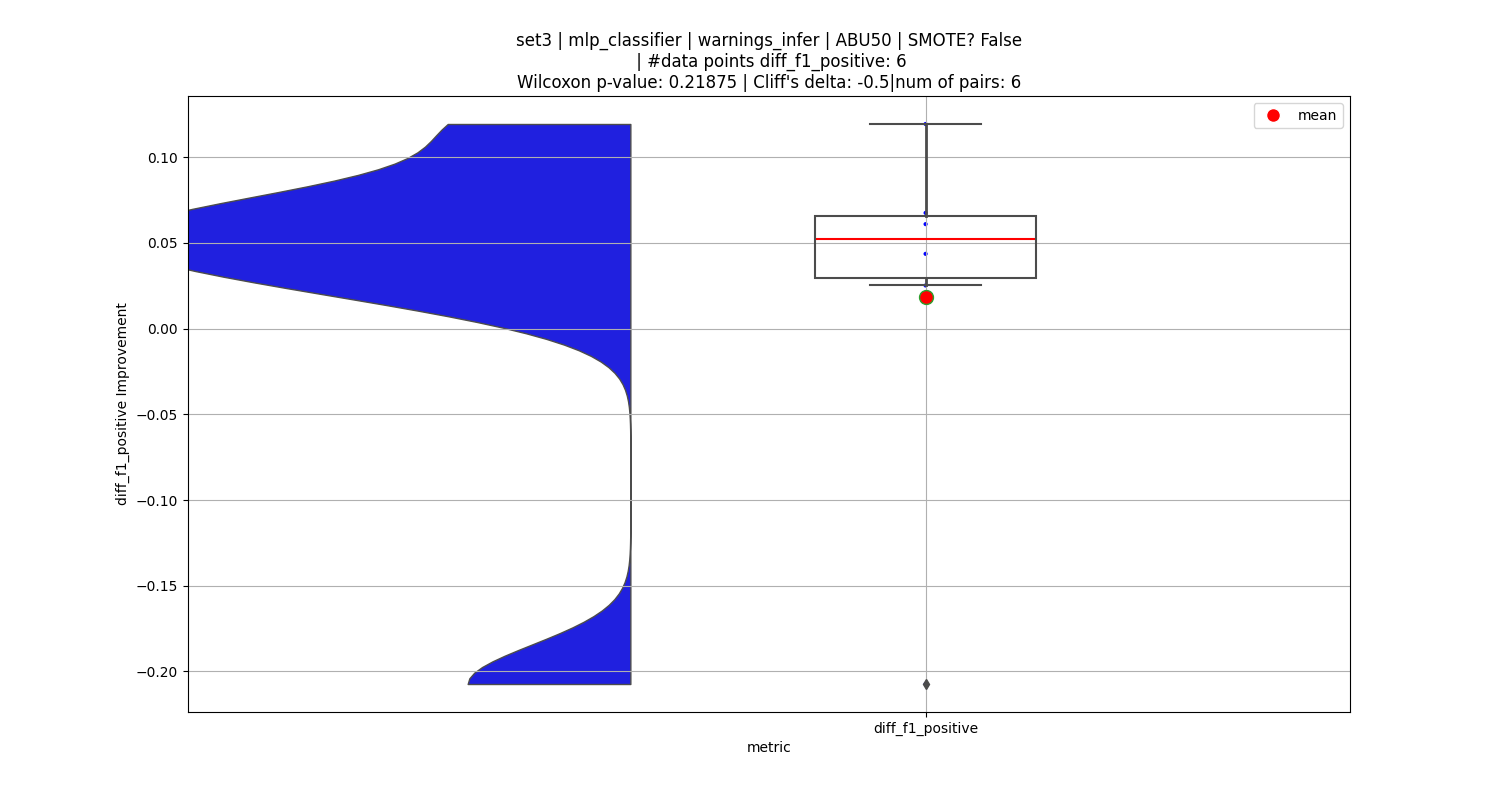 set3 | mlp_classifier | warnings_infer | ABU50 | SMOTE? False
| #data points diff_f1_positive: 6
Wilcoxon p-value: 0.21875 | Cliff's delta: -0.5|num of pairs: 6
mean
0.10
0.05
0.00
−0.05
−0.10
−0.15
−0.20
diff_f1_positive Improvement
diff_f1_positive
metric